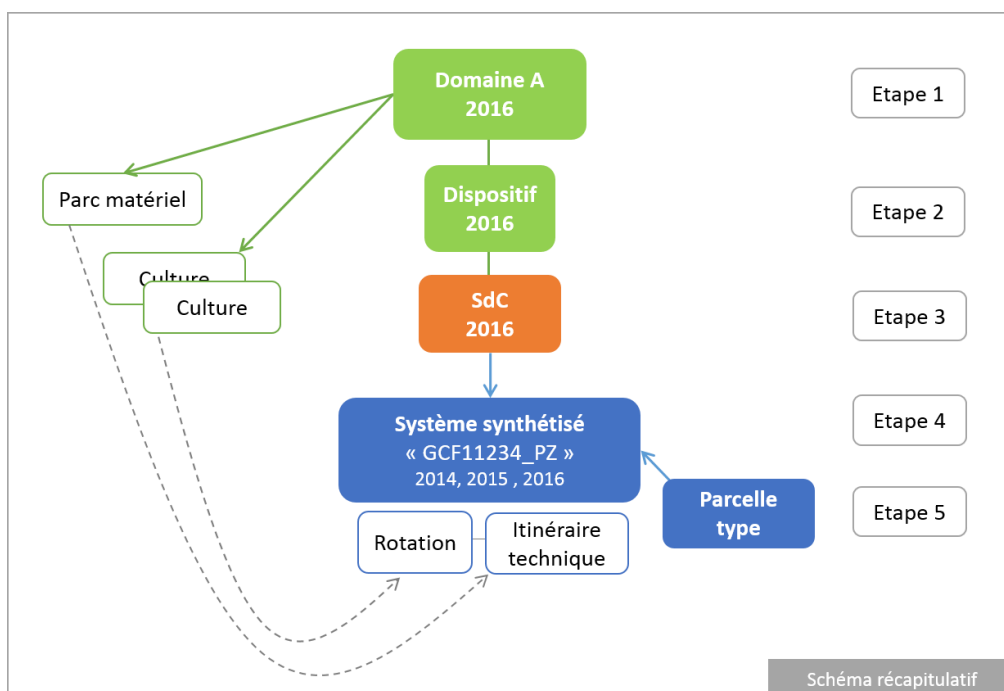 Domaine A
2016
Etape 1
Parc matériel
Dispositif
2016
Etape 2
Culture
Culture
SdC
2016
Etape 3
Système synthétisé
« GCF11234_PZ »
2014, 2015 , 2016
Etape 4
Parcelle
type
Etape 5
Rotation
Itinéraire
technique
Schéma récapitulatif